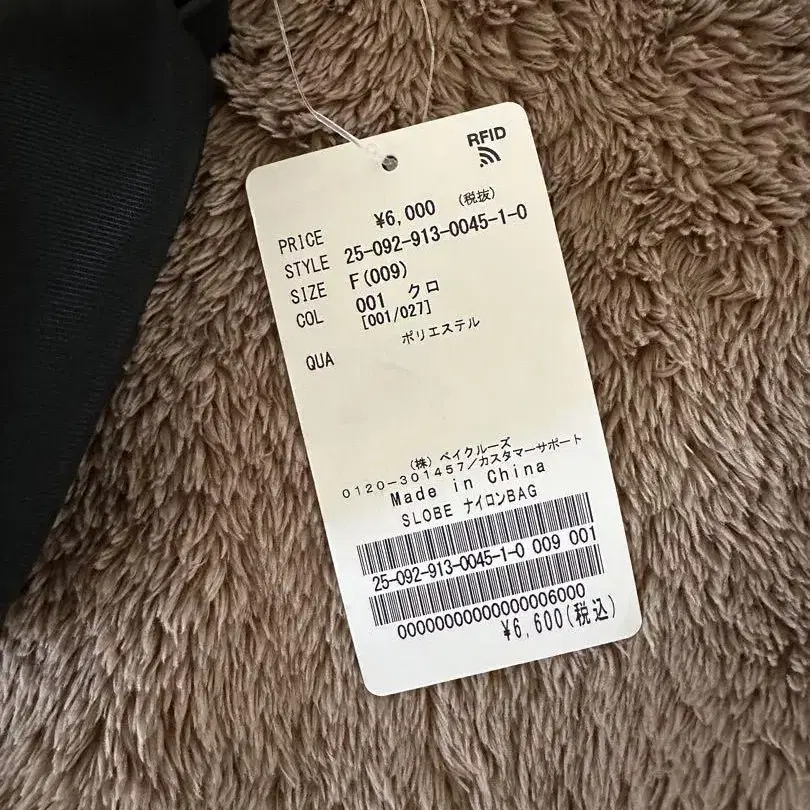 RFID
PRICE ¥6,000 (税抜)
STYLE 25-092-913-0045-1-0
SIZE F(009)
COL 001 クロ
[001/027]
QUA ポリエステル
(株) ベイクルーズ
0120-301457/カスタマーサポート
Made in China
SLOBE ナイロンBAG
25-092-913-0045-1-0 009 001
00000000000000006000
¥6,600(税込)